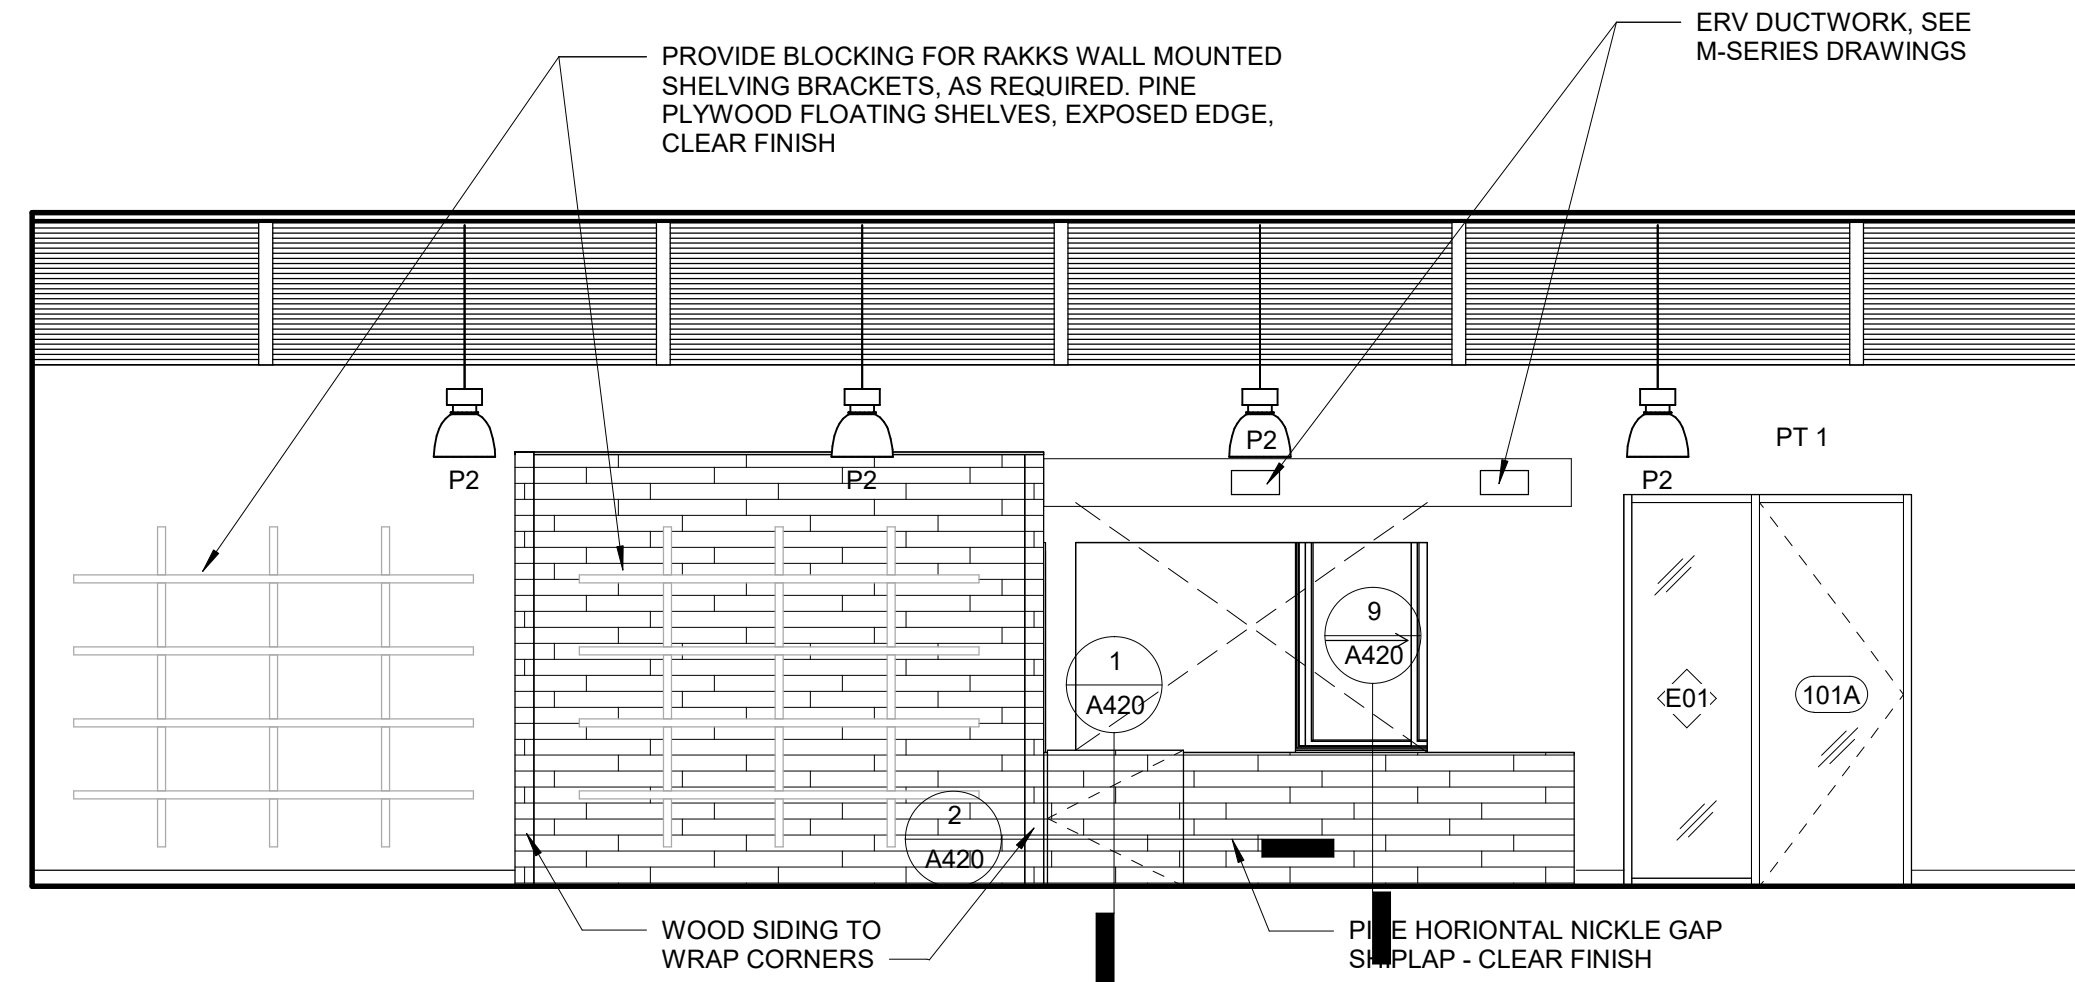 ERV DUCTWORK, SEE
M-SERIES DRAWINGS
PROVIDE BLOCKING FOR RAKKS WALL MOUNTED
SHELVING BRACKETS, AS REQUIRED. PINE
PLYWOOD FLOATING SHELVES, EXPOSED EDGE,
CLEAR FINISH
P2
P2
P2
P2
PT 1
9
A420
1
A420
E01
101A
2
A420
WOOD SIDING TO
WRAP CORNERS
HORIONTAL NICKLE GAP
- CLEAR FINISH